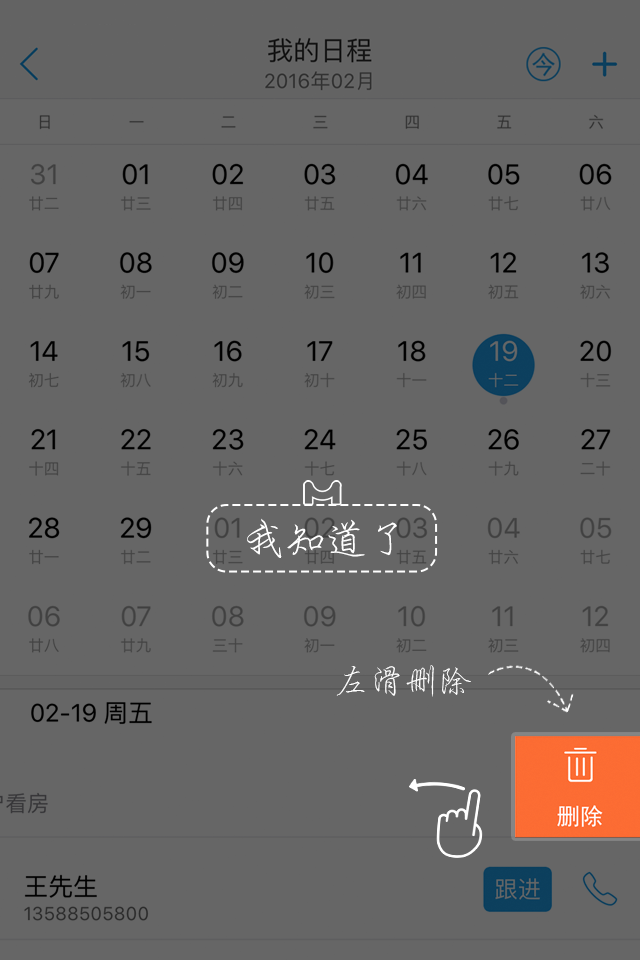 我的日程
今
2016年02月
日 一 二 三 四 五 六
31 01 02 03 04 05 06
廿二 廿三 廿四 廿五 廿六 廿七 廿八
07 08 09 10 11 12 13
廿九 初一 初二 初三 初四 初五 初六
14 15 16 17 18 19 20
初七 初八 初九 初十 十一 十二 十三
21 22 23 24 25 26 27
十四 十五 十六 十七 十八 十九 二十
28 29 01 02 03 04 05
我知道了
廿一 廿二 廿三 廿四 廿五 廿六 廿七
06 07 08 09 10 11 12
廿八 廿九 三十 初一 初二 初三 初四
左滑删除
02-19 周五
看房
删除
王先生
跟进
13588505800